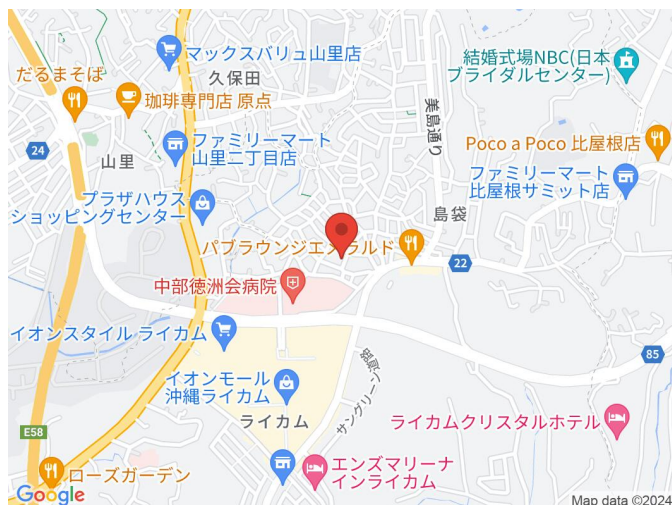 マックスバリュ山里店
久保田
だるまそば
珈琲専門店 原点
美島通り
結婚式場NBC(日本
ブライダルセンター)
24
山里
ファミリーマート
山里二丁目店
Poco a Poco 比屋根店
ファミリーマート
比屋根サミット店
プラザハウス
ショッピングセンター
島袋
パブラウンジエメラルド
22
中部徳洲会病院
イオンスタイル ライカム
サングリーン道路
85
イオンモール
沖縄ライカム
ライカム
ライカムクリスタルホテル
E58
エンズマリーナ
インライカム
ローズガーデン
Google
Map data ©2024